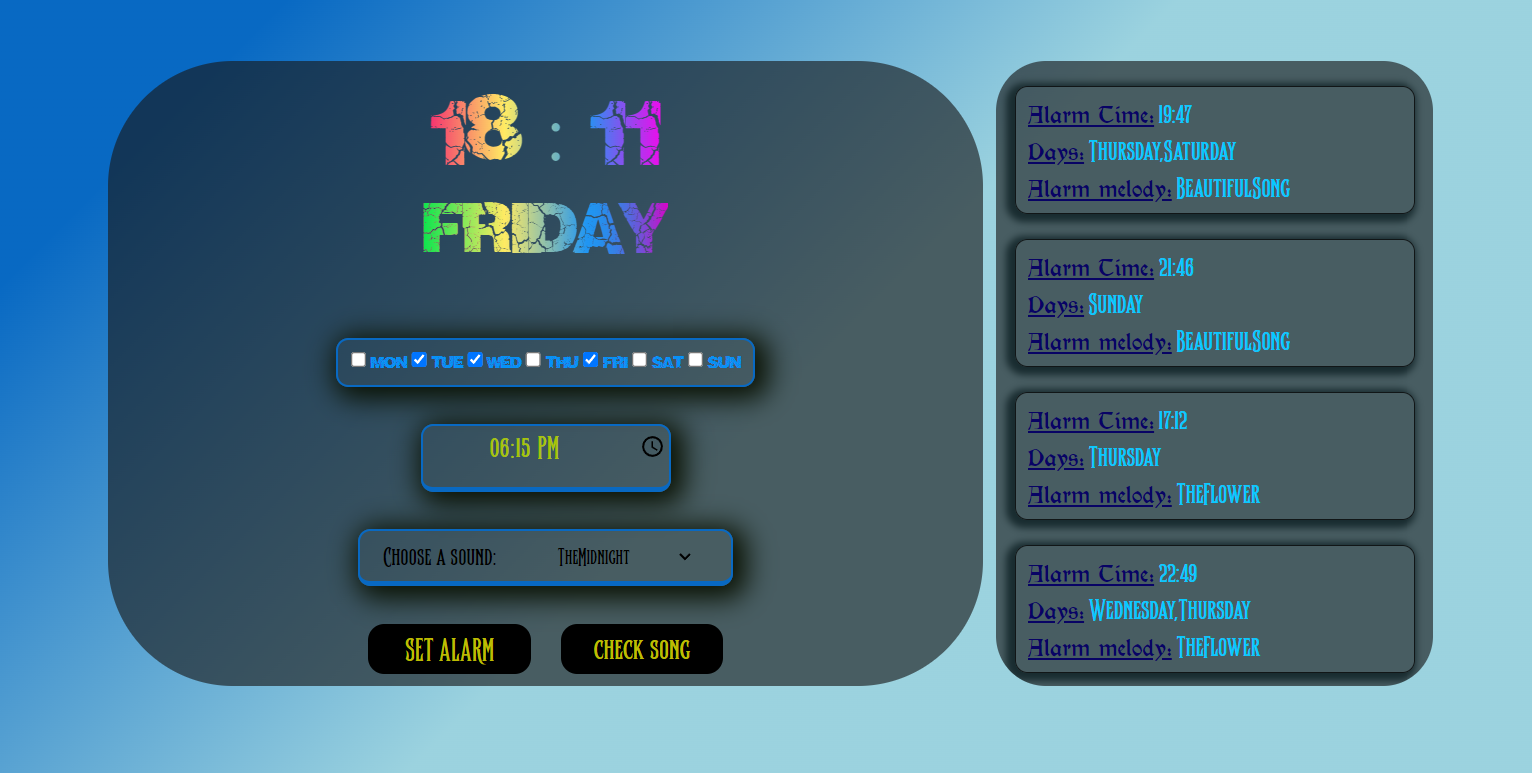 18 : 11
FRIDAY
MON TUE WED THU FRI SAT SUN
06:15 PM
Choose a sound: TheMidnight
SET ALARM CHECK SONG
Alarm Time: 19:47
Days: Thursday,Saturday
Alarm melody: BeautifulSong
Alarm Time: 21:46
Days: Sunday
Alarm melody: BeautifulSong
Alarm Time: 17:12
Days: Thursday
Alarm melody: TheFlower
Alarm Time: 22:49
Days: Wednesday,Thursday
Alarm melody: TheFlower